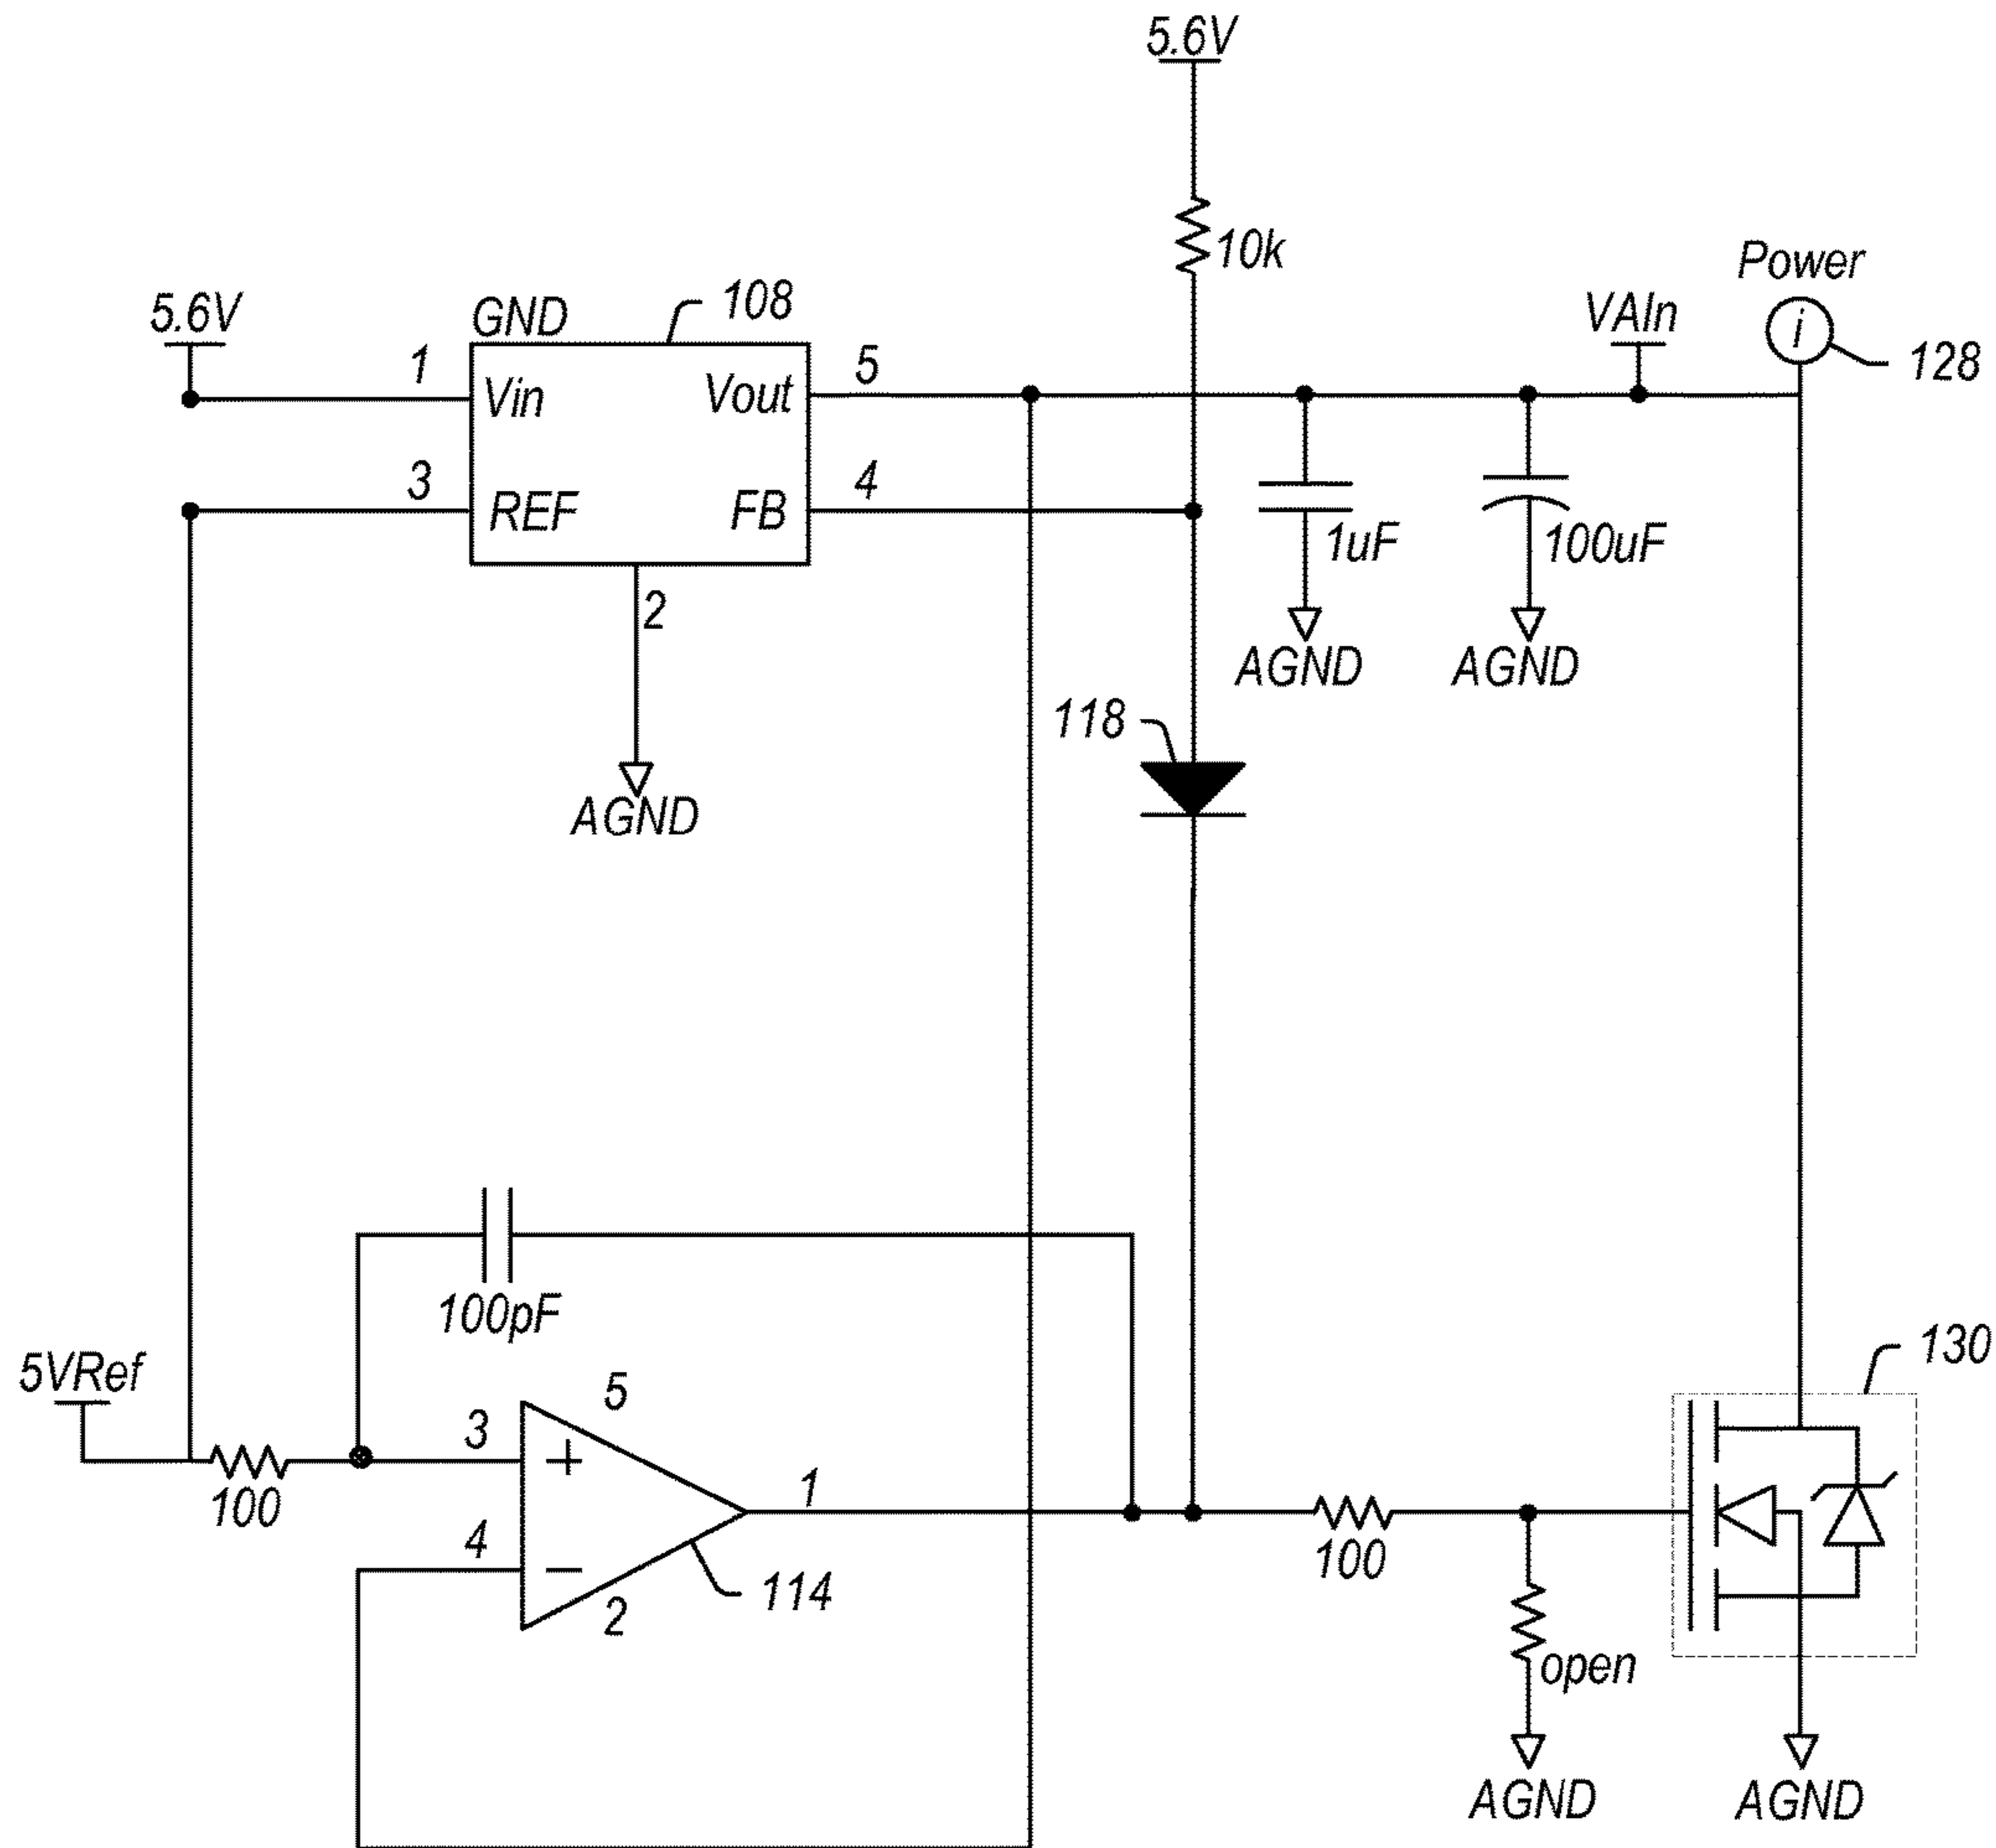 5.6V
10k
Power
5.6V
GND
108
VAIn
i
128
1
Vin
Vout
5
3
REF
FB
4
1uF
100uF
2
AGND
AGND
118
AGND
100pF
5VRef
5
130
3
+
100
1
4
−
100
114
2
open
AGND
AGND